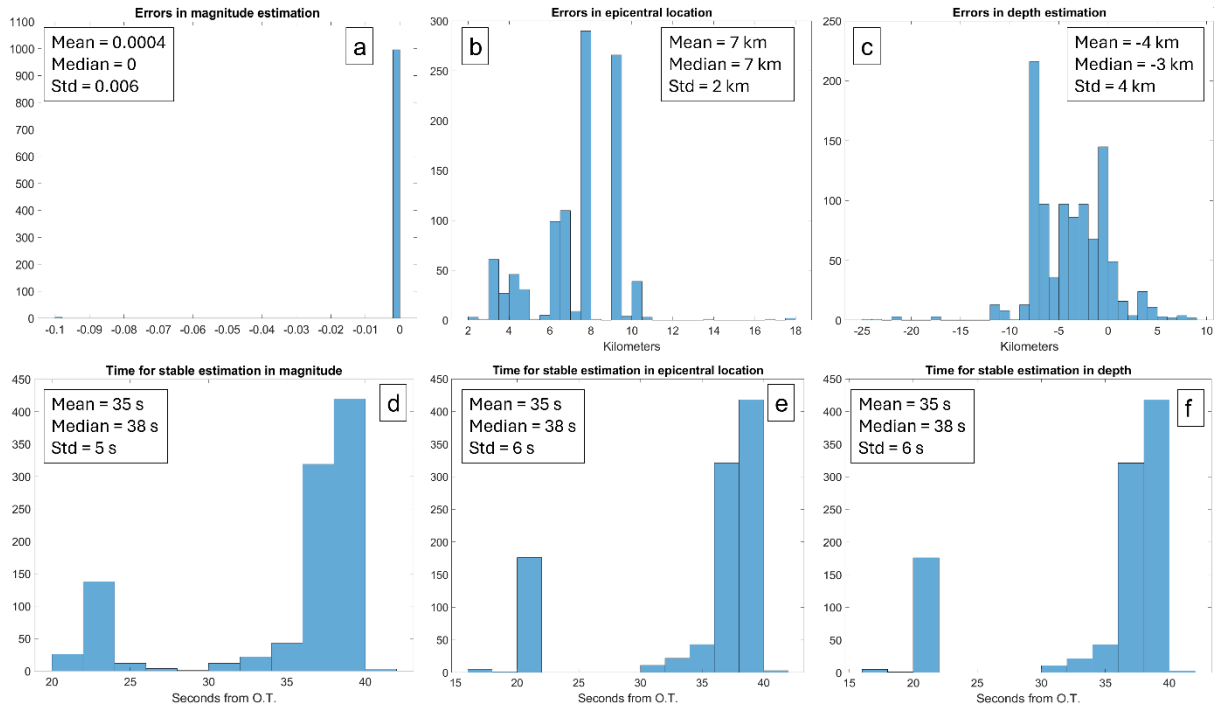 Errors in magnitude estimation
1100
1000
900
800
700
600
500
400
300
200
100
0
Mean = 0.0004
Median = 0
Std = 0.006
a
-0.1 -0.09 -0.08 -0.07 -0.06 -0.05 -0.04 -0.03 -0.02 -0.01 0
Errors in epicentral location
300
250
200
150
100
50
0
b
Mean = 7 km
Median = 7 km
Std = 2 km
2 4 6 8 10 12 14 16 18
Kilometers
Errors in depth estimation
250
200
150
100
50
0
c
Mean = -4 km
Median = -3 km
Std = 4 km
-25 -20 -15 -10 -5 0 5 10
Kilometers
Time for stable estimation in magnitude
450
400
350
300
250
200
150
100
50
0
Mean = 35 s
Median = 38 s
Std = 5 s
d
20 25 30 35 40
Seconds from O.T.
Time for stable estimation in epicentral location
450
400
350
300
250
200
150
100
50
0
Mean = 35 s
Median = 38 s
Std = 6 s
e
15 20 25 30 35 40
Seconds from O.T.
Time for stable estimation in depth
450
400
350
300
250
200
150
100
50
0
Mean = 35 s
Median = 38 s
Std = 6 s
f
15 20 25 30 35 40
Seconds from O.T.